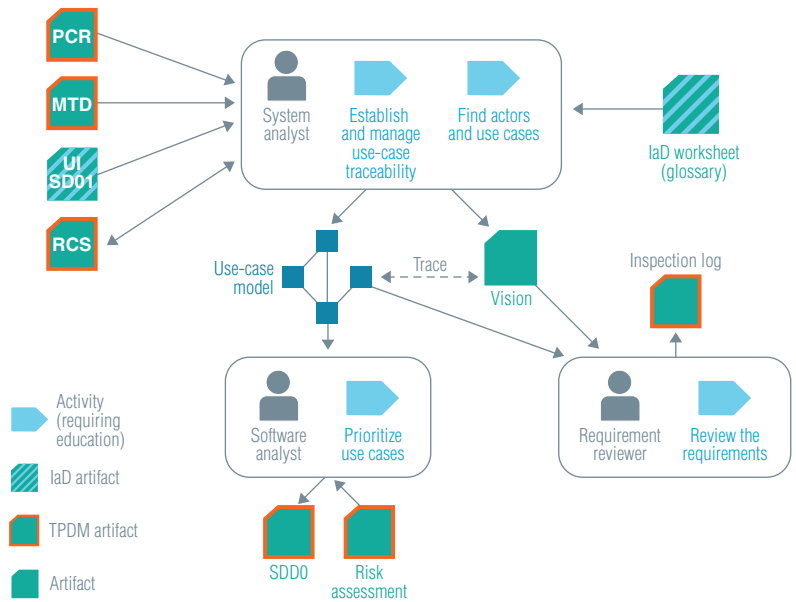 PCR
MTD
UI
SD01
RCS
System
analyst
Establish
and manage
use-case
traceability
Find actors
and use cases
IaD worksheet
(glossary)
Use-case
model
Trace
Vision
Inspection log
Software
analyst
Prioritize
use cases
Requirement
reviewer
Review the
requirements
SDD0
Risk
assessment
Activity
(requiring
education)
IaD artifact
TPDM artifact
Artifact